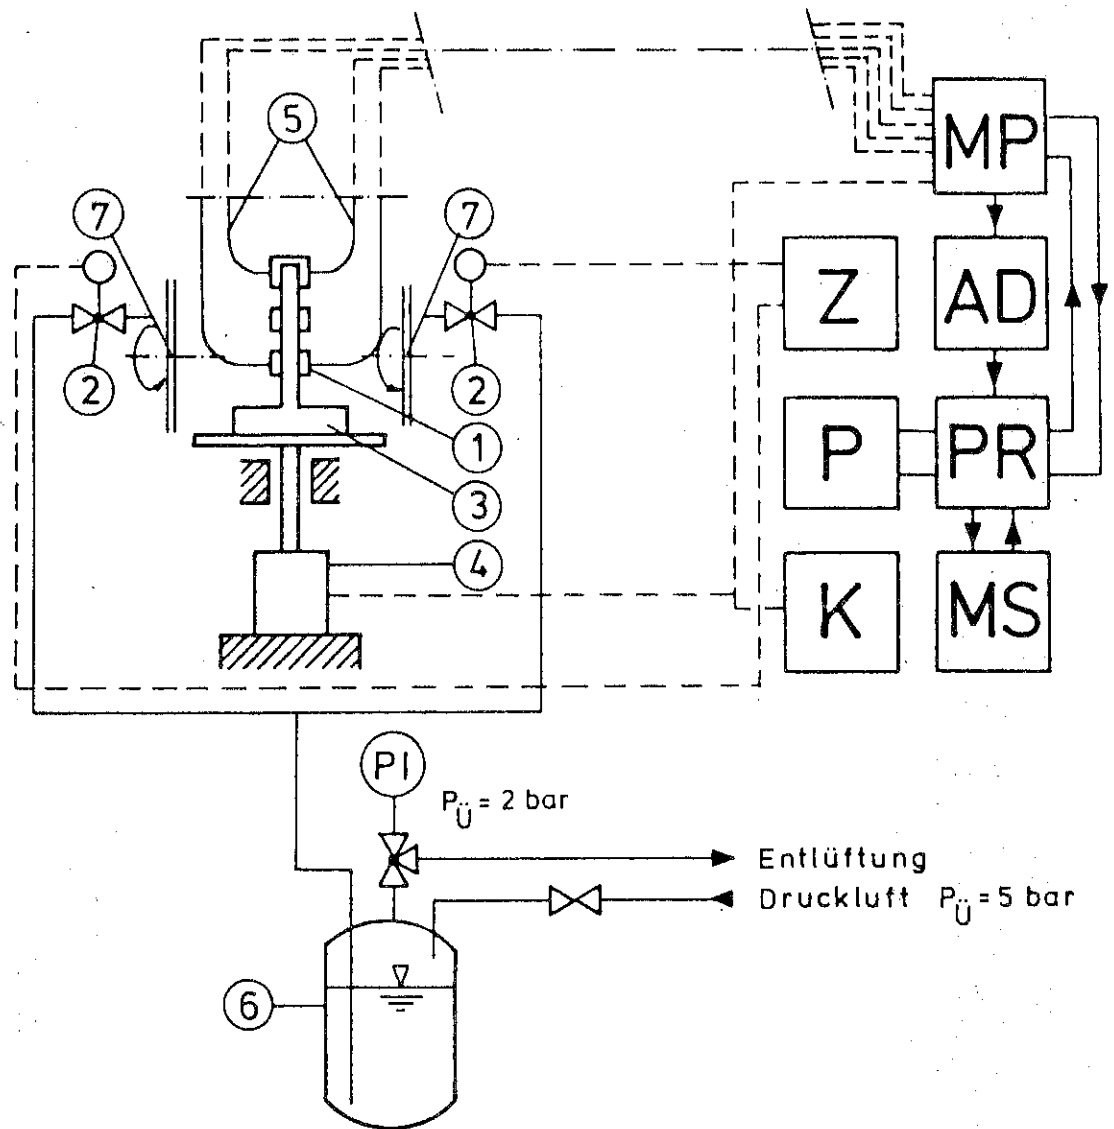 5
MP
7
7
Z
AD
2
2
1
P
PR
3
4
K
MS
PI
PÜ = 2 bar
Entlüftung
Druckluft PÜ = 5 bar
6